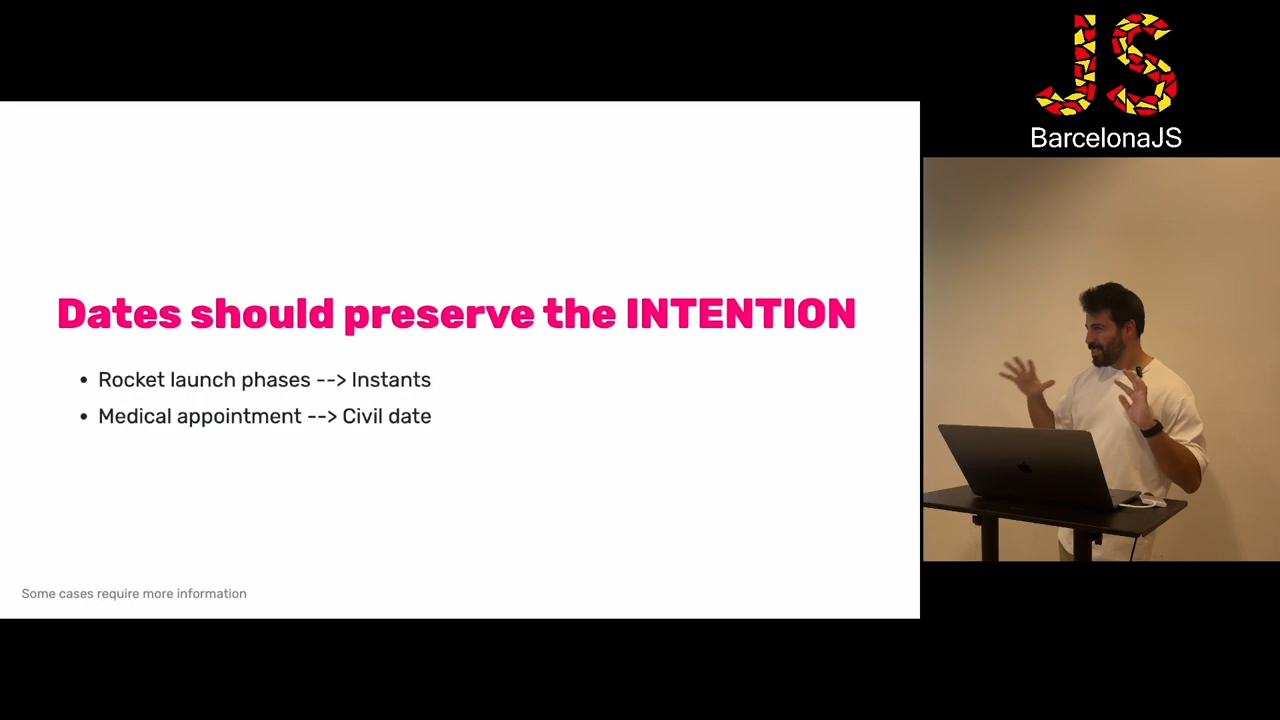 JS
BarcelonaJS
Dates should preserve the INTENTION
• Rocket launch phases --> Instants
• Medical appointment --> Civil date
Some cases require more information